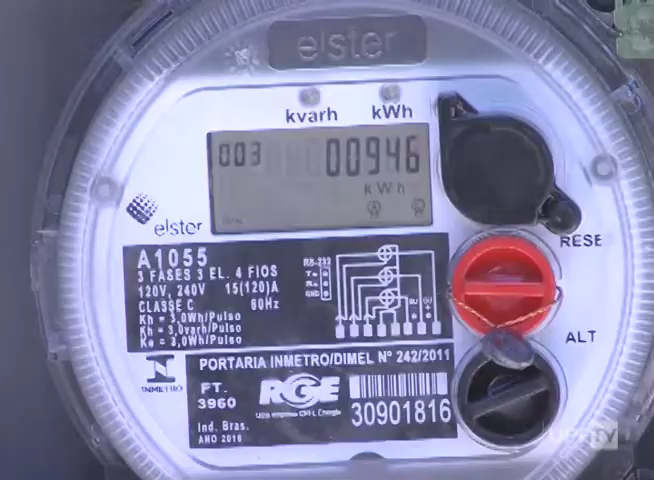 elster
kvarh kWh
003 00946
kWh
elster
RESE
A1055
3 FASES 3 EL. 4 FIOS
120V, 240V 15(120)A
CLASSE C 60Hz
Kh = 3,0Wh/Pulso
Kh = 3,0varh/Pulso
Ke = 3,0Wh/Pulso
RS-232
ALT
INMETRO
PORTARIA INMETRO/DIMEL Nº 242/2011
FT.
3960
RGE
30901816
Ind. Bras.
ANO 2016